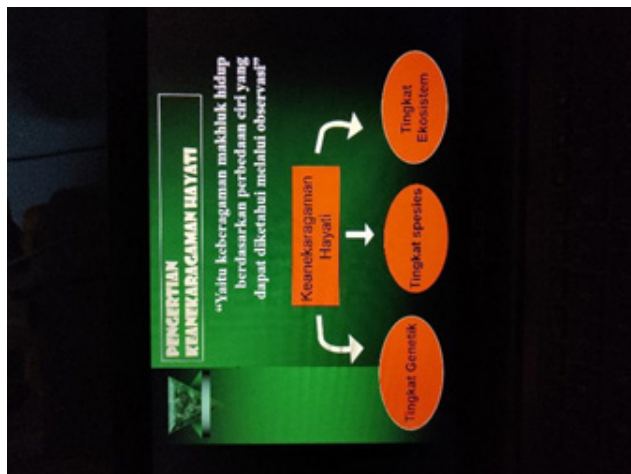 PENGERTIAN
KEANEKARAGAMAN HAYATI
“Yaitu keberagaman makhluk hidup
berdasarkan perbedaan ciri yang
dapat diketahui melalui observasi”
Keanekaragaman
Hayati
Tingkat Genetik
Tingkat spesies
Tingkat
Ekosistem